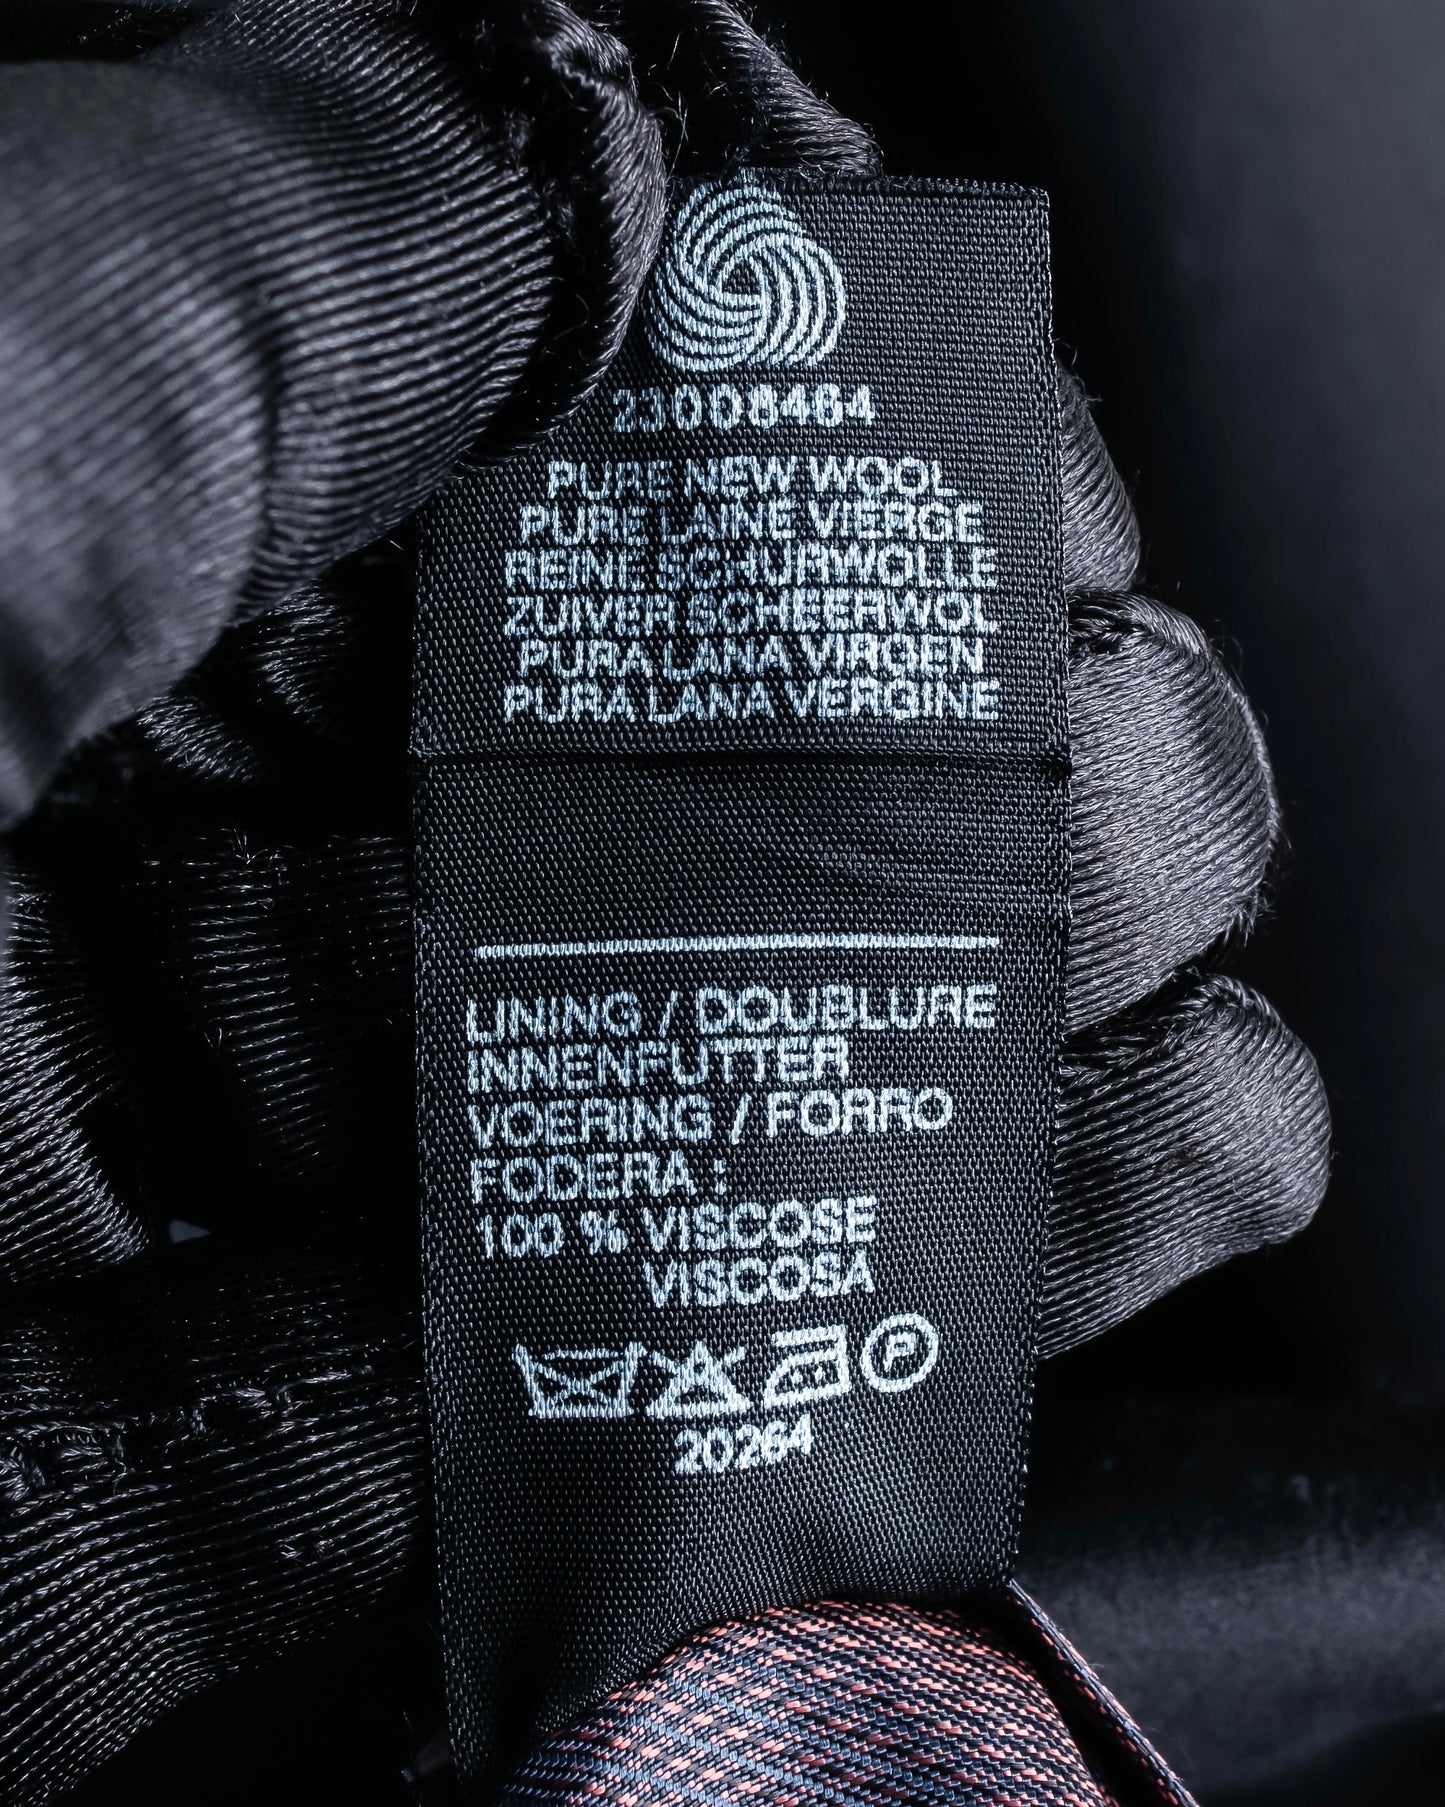 23008464
PURE NEW WOOL
PURE LAINE VIERGE
REINE SCHURWOLLE
ZUIVER SCHEERWOL
PURA LANA VIRGEN
PURA LANA VERGINE
LINING / DOUBLURE
INNENFUTTER
VOERING / FORRO
FODERA :
100 % VISCOSE
VISCOSA
P
20264